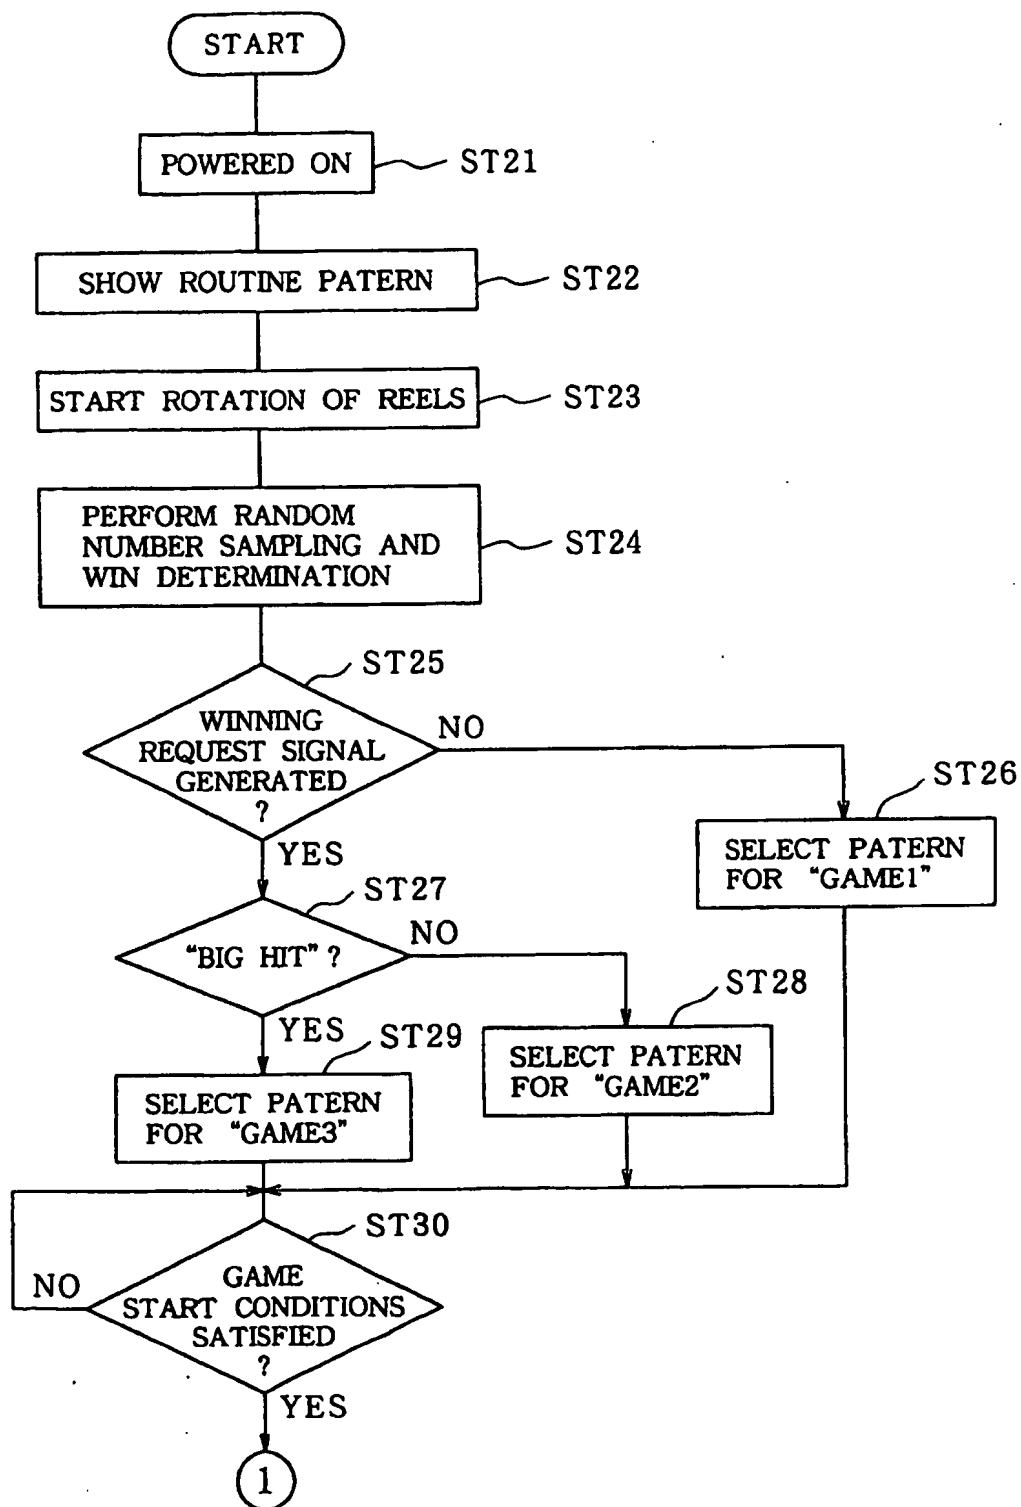 START
POWERED ON
ST21
SHOW ROUTINE PATERN
ST22
START ROTATION OF REELS
ST23
PERFORM RANDOM
NUMBER SAMPLING AND
WIN DETERMINATION
ST24
ST25
WINNING
REQUEST SIGNAL
GENERATED
?
NO
YES
ST26
SELECT PATERN
FOR "GAME1"
ST27
"BIG HIT" ?
NO
YES
ST28
SELECT PATERN
FOR "GAME2"
ST29
SELECT PATERN
FOR "GAME3"
ST30
GAME
START CONDITIONS
SATISFIED
?
NO
YES
1